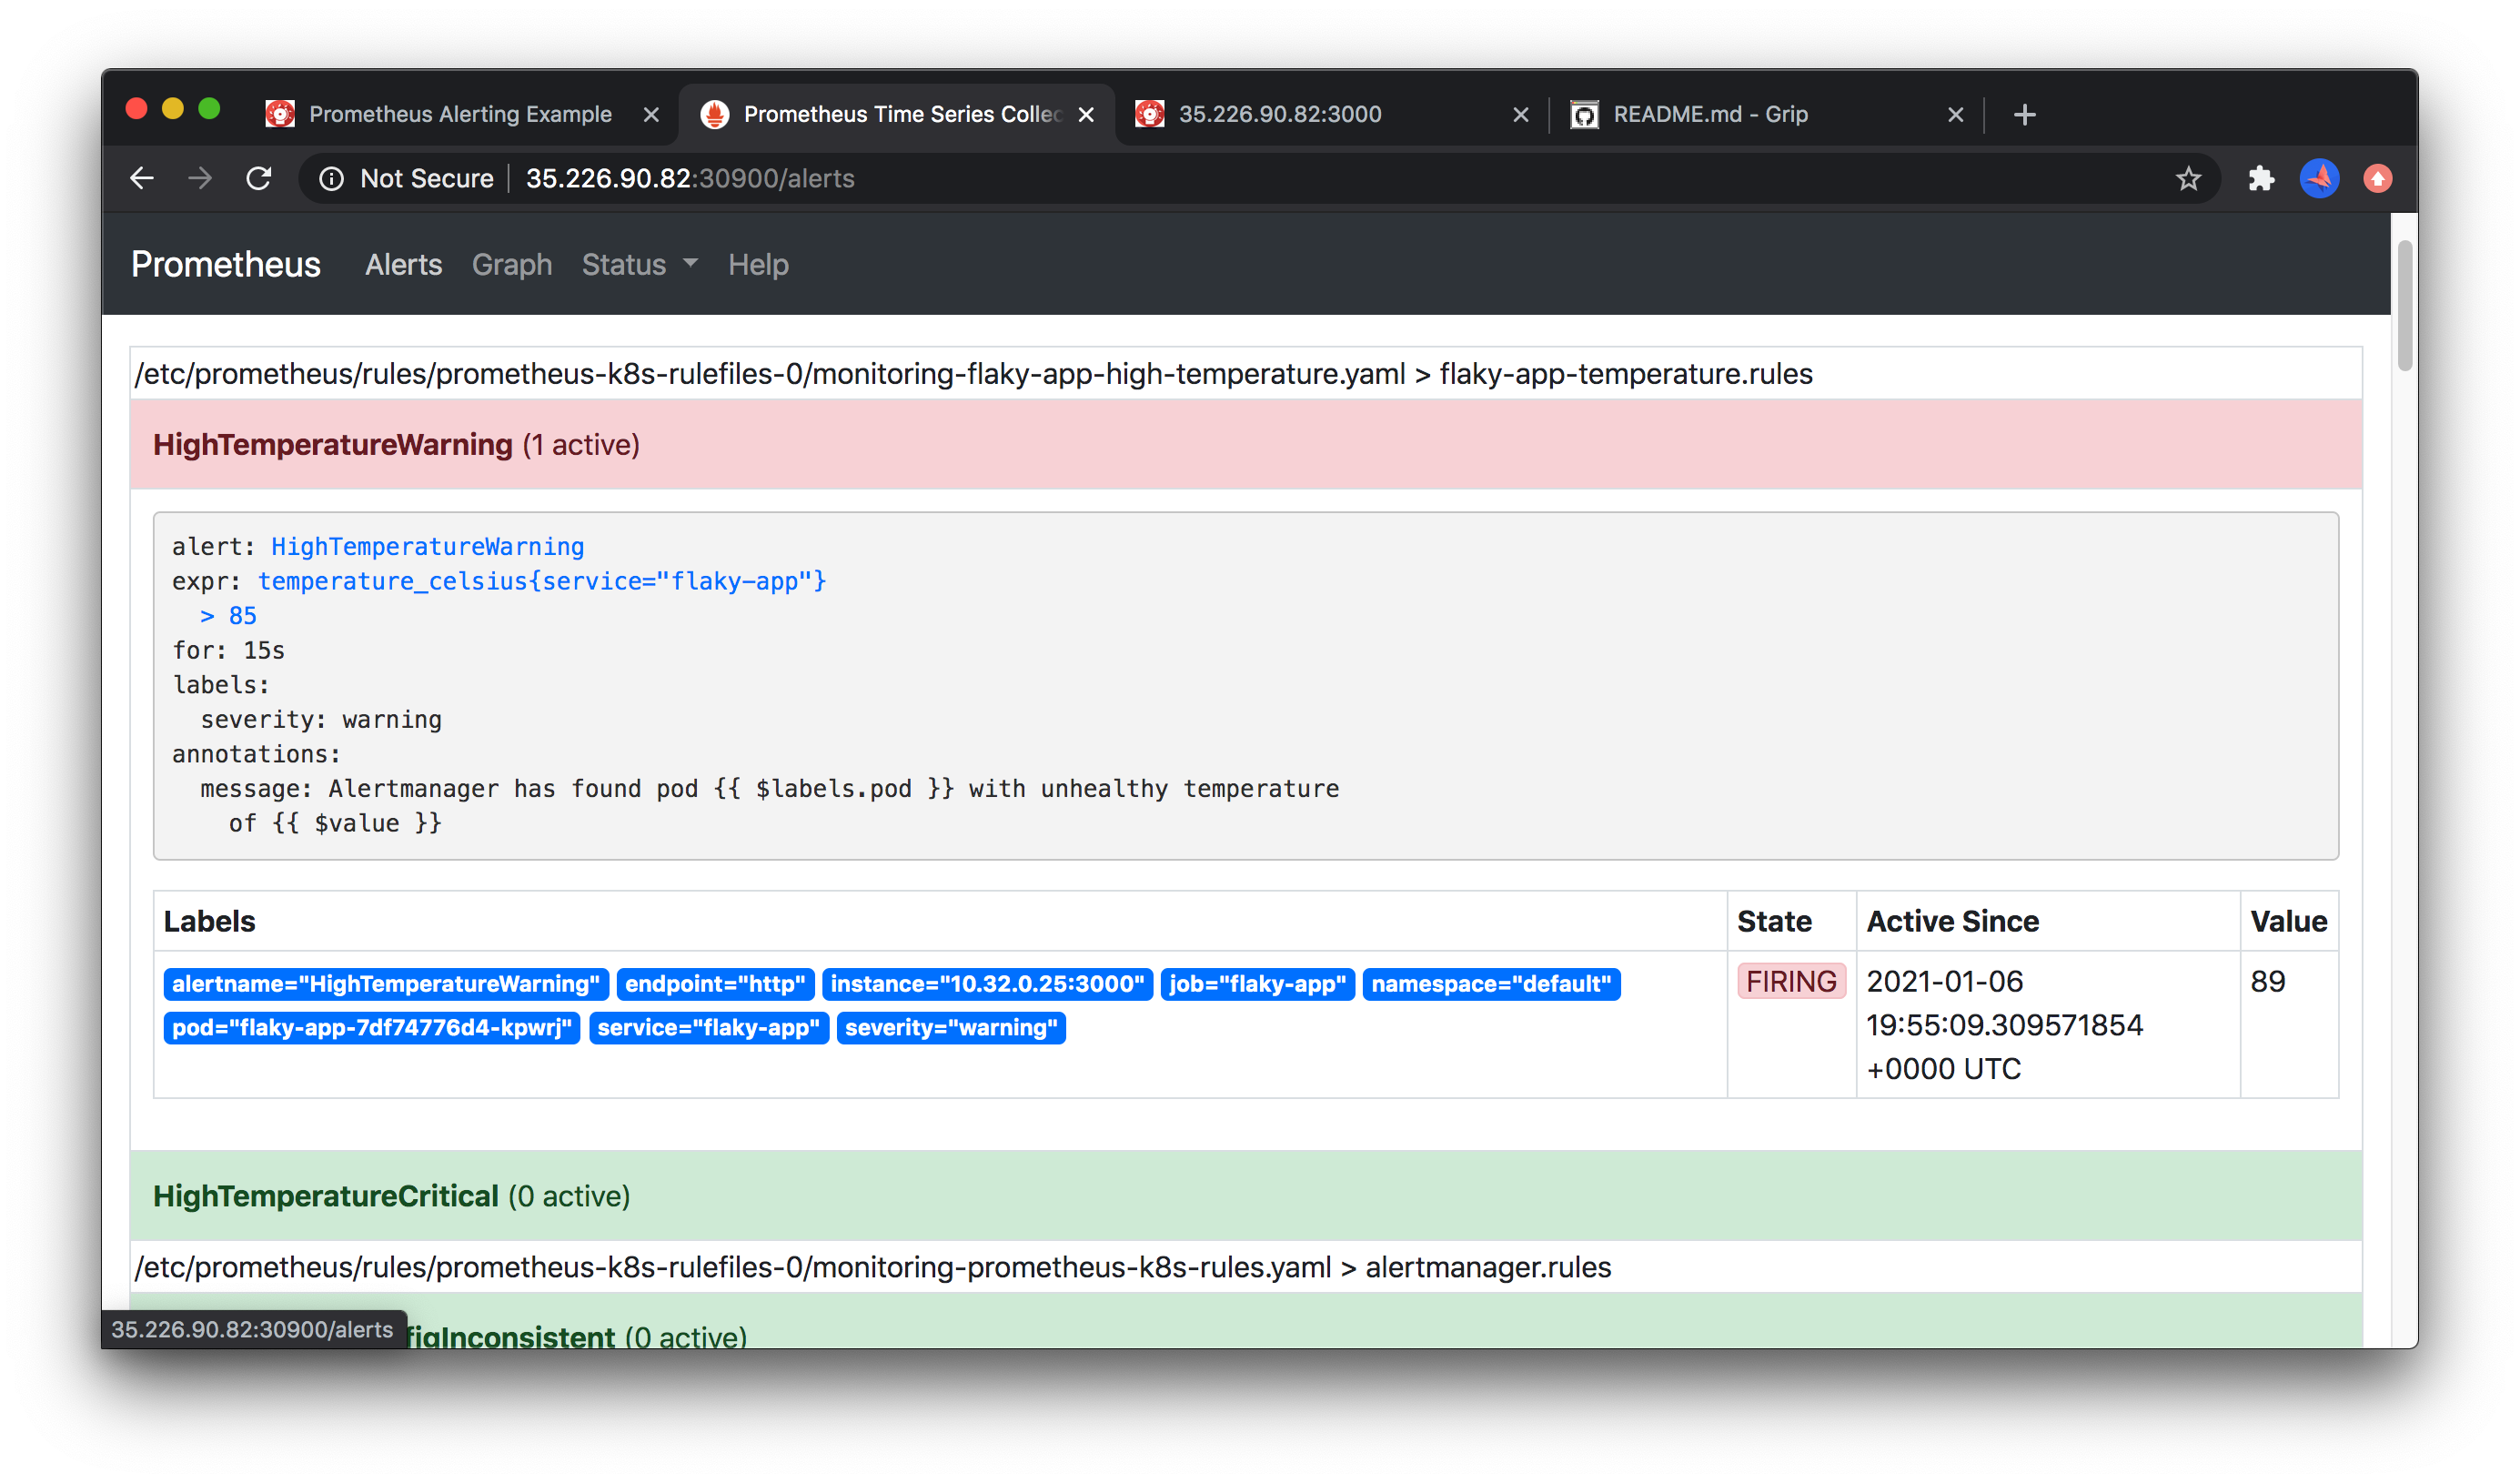 Prometheus Alerting Example
Prometheus Time Series Collec
35.226.90.82:3000
README.md - Grip
Not Secure
35.226.90.82:30900/alerts
Prometheus Alerts Graph Status Help
/etc/prometheus/rules/prometheus-k8s-rulefiles-0/monitoring-flaky-app-high-temperature.yaml > flaky-app-temperature.rules
HighTemperatureWarning (1 active)
alert: HighTemperatureWarning
expr: temperature_celsius{service="flaky-app"}
> 85
for: 15s
labels:
severity: warning
annotations:
message: Alertmanager has found pod {{ $labels.pod }} with unhealthy temperature
of {{ $value }}
Labels State Active Since Value
alertname="HighTemperatureWarning" endpoint="http" instance="10.32.0.25:3000" job="flaky-app" namespace="default"
pod="flaky-app-7df74776d4-kpwrj" service="flaky-app" severity="warning"
FIRING
2021-01-06
19:55:09.309571854
+0000 UTC
89
HighTemperatureCritical (0 active)
/etc/prometheus/rules/prometheus-k8s-rulefiles-0/monitoring-prometheus-k8s-rules.yaml > alertmanager.rules
figInconsistent (0 active)
35.226.90.82:30900/alerts